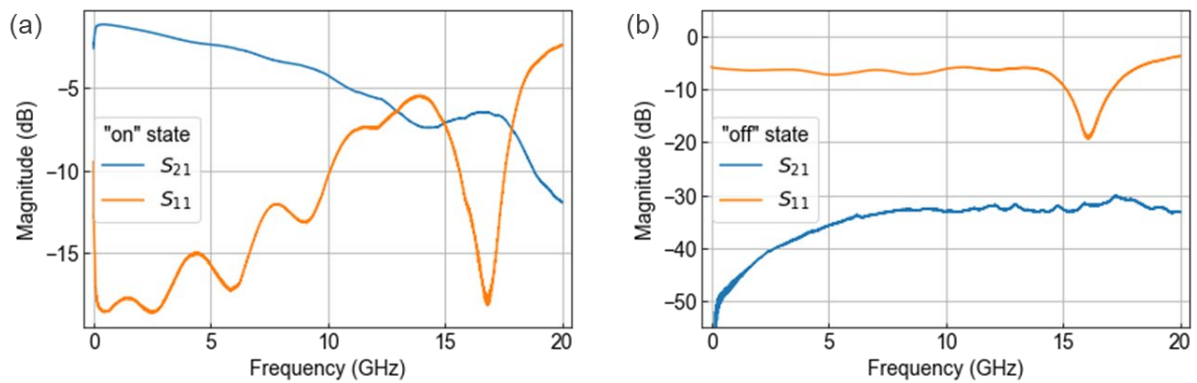 (a)
Magnitude (dB)
−5
−10
−15
"on" state
S21
S11
0 5 10 15 20
Frequency (GHz)
(b)
Magnitude (dB)
0
−10
−20
−30
−40
−50
"off" state
S21
S11
0 5 10 15 20
Frequency (GHz)